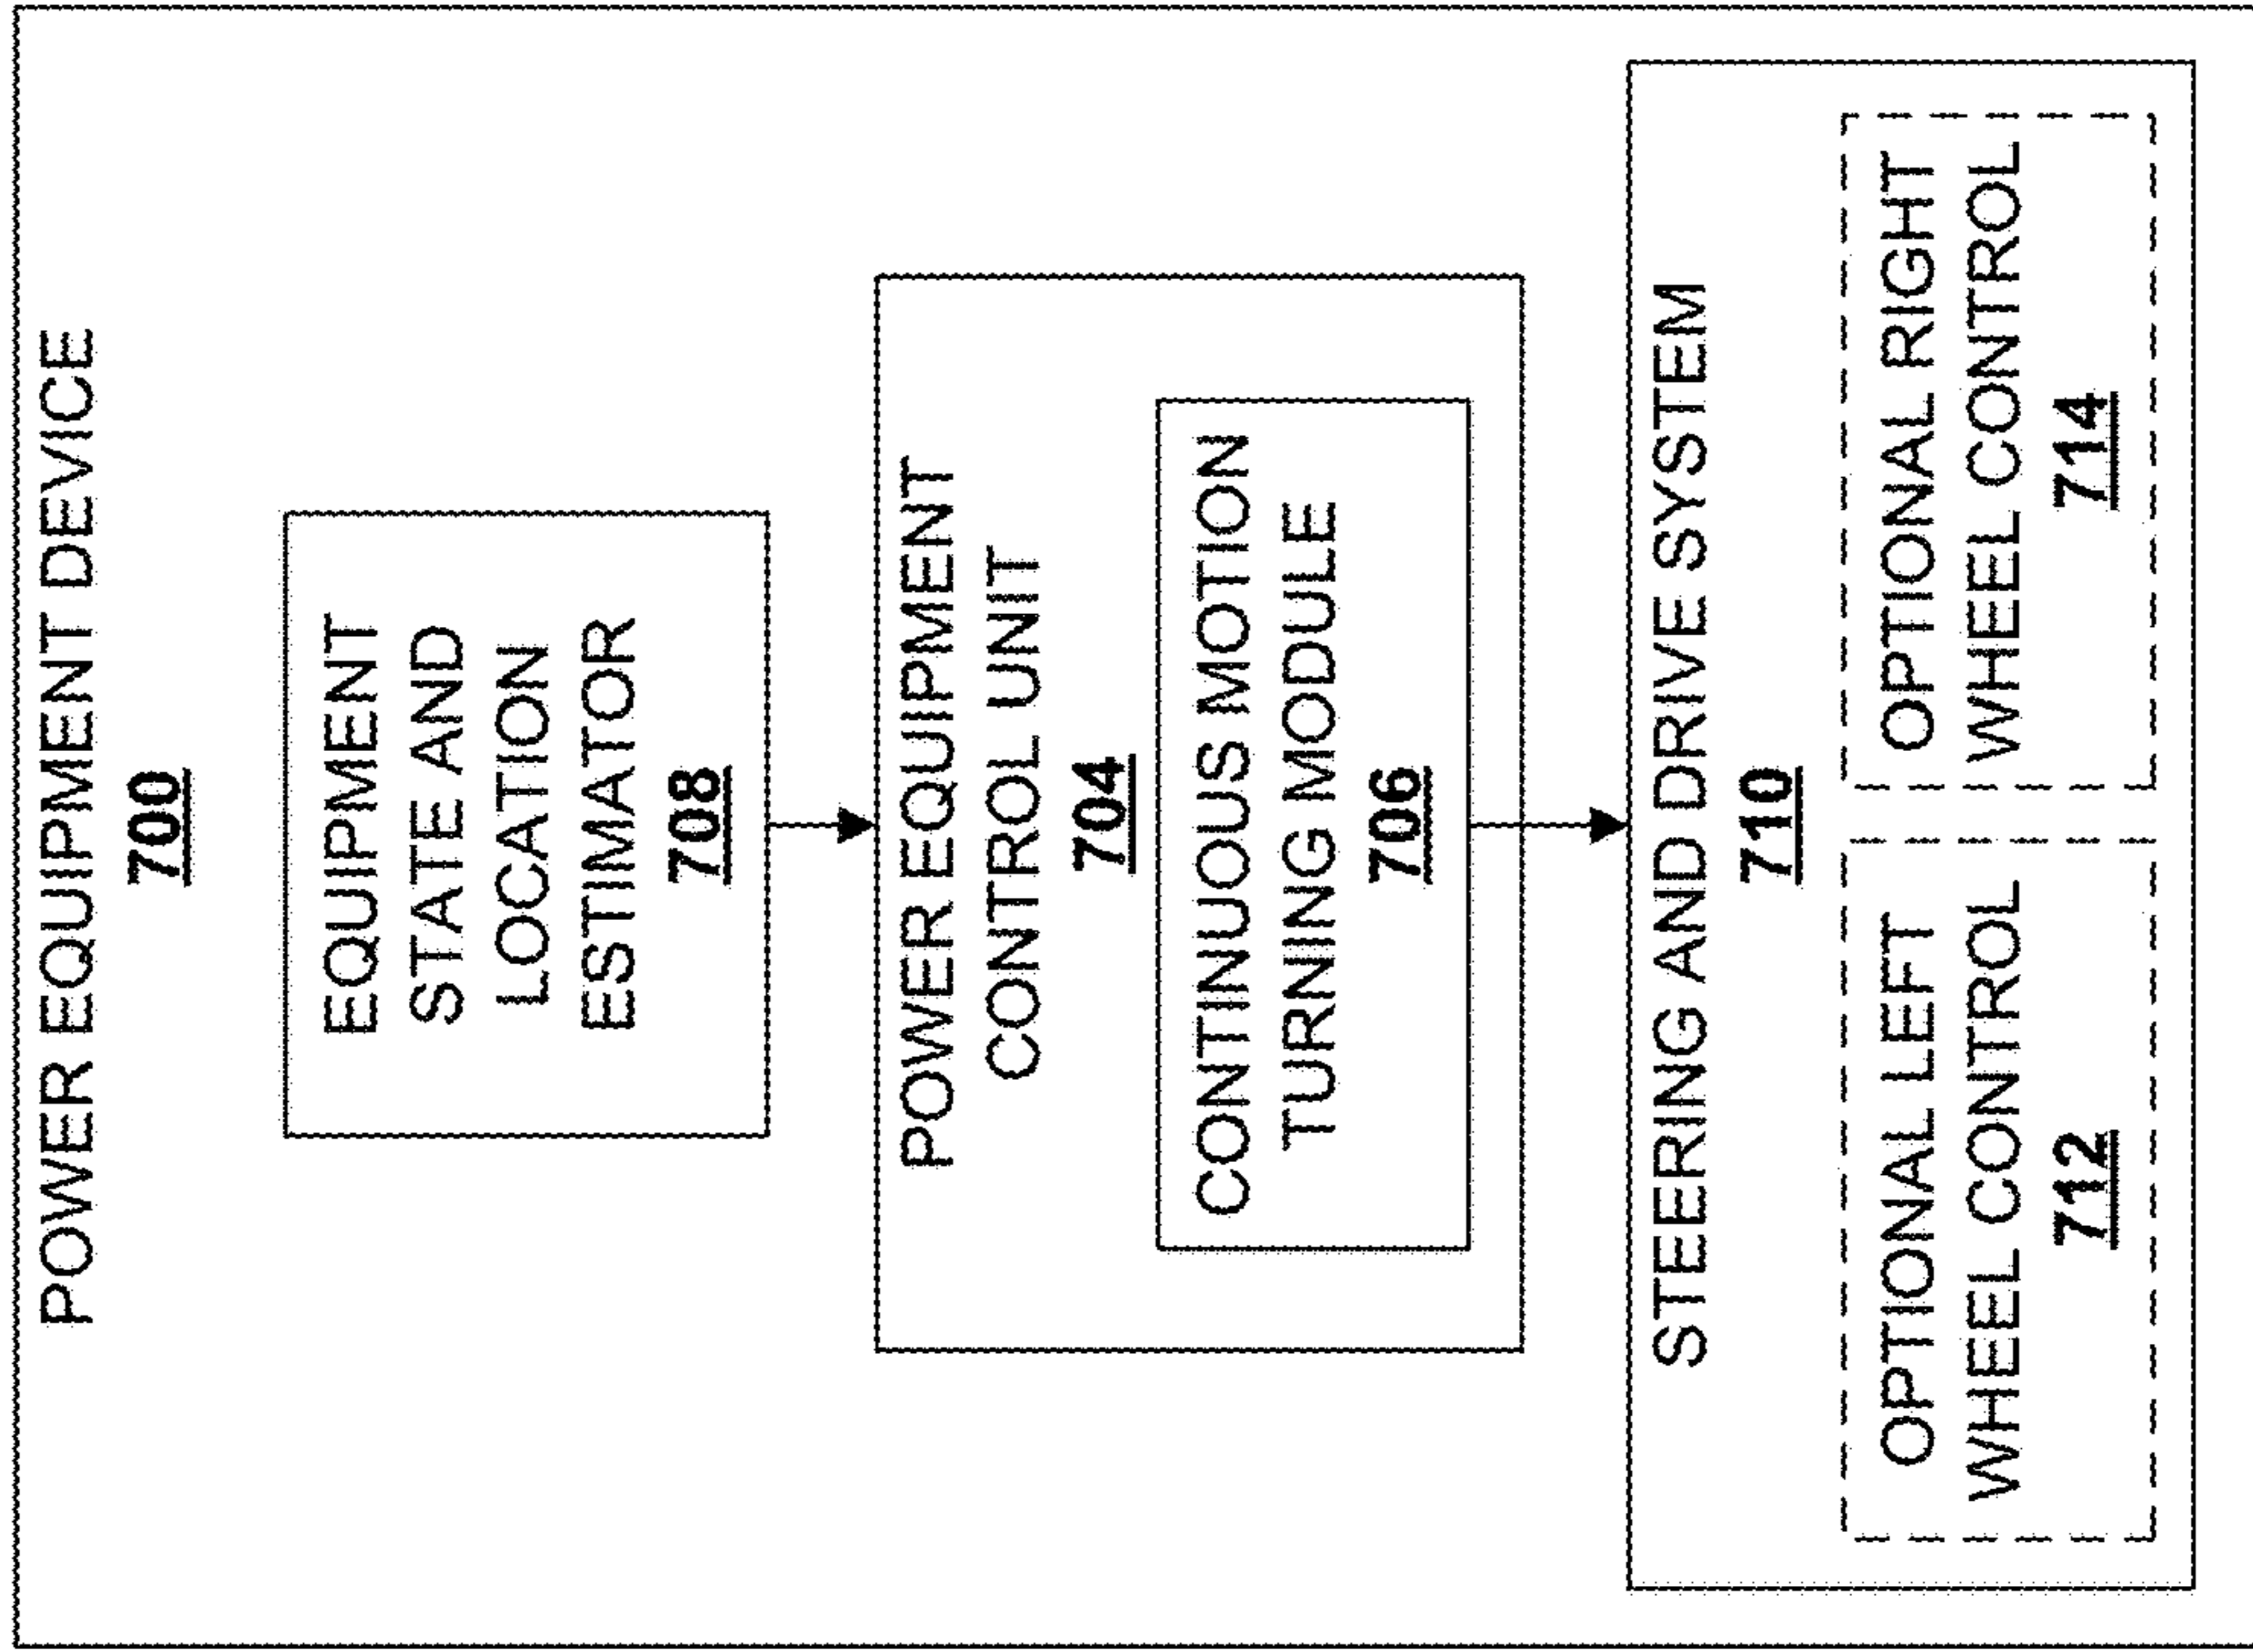 POWER EQUIPMENT DEVICE
700
EQUIPMENT
STATE AND
LOCATION
ESTIMATOR
708
POWER EQUIPMENT
CONTROL UNIT
704
CONTINUOUS MOTION
TURNING MODULE
706
STEERING AND DRIVE SYSTEM
710
OPTIONAL LEFT
WHEEL CONTROL
712
OPTIONAL RIGHT
WHEEL CONTROL
714